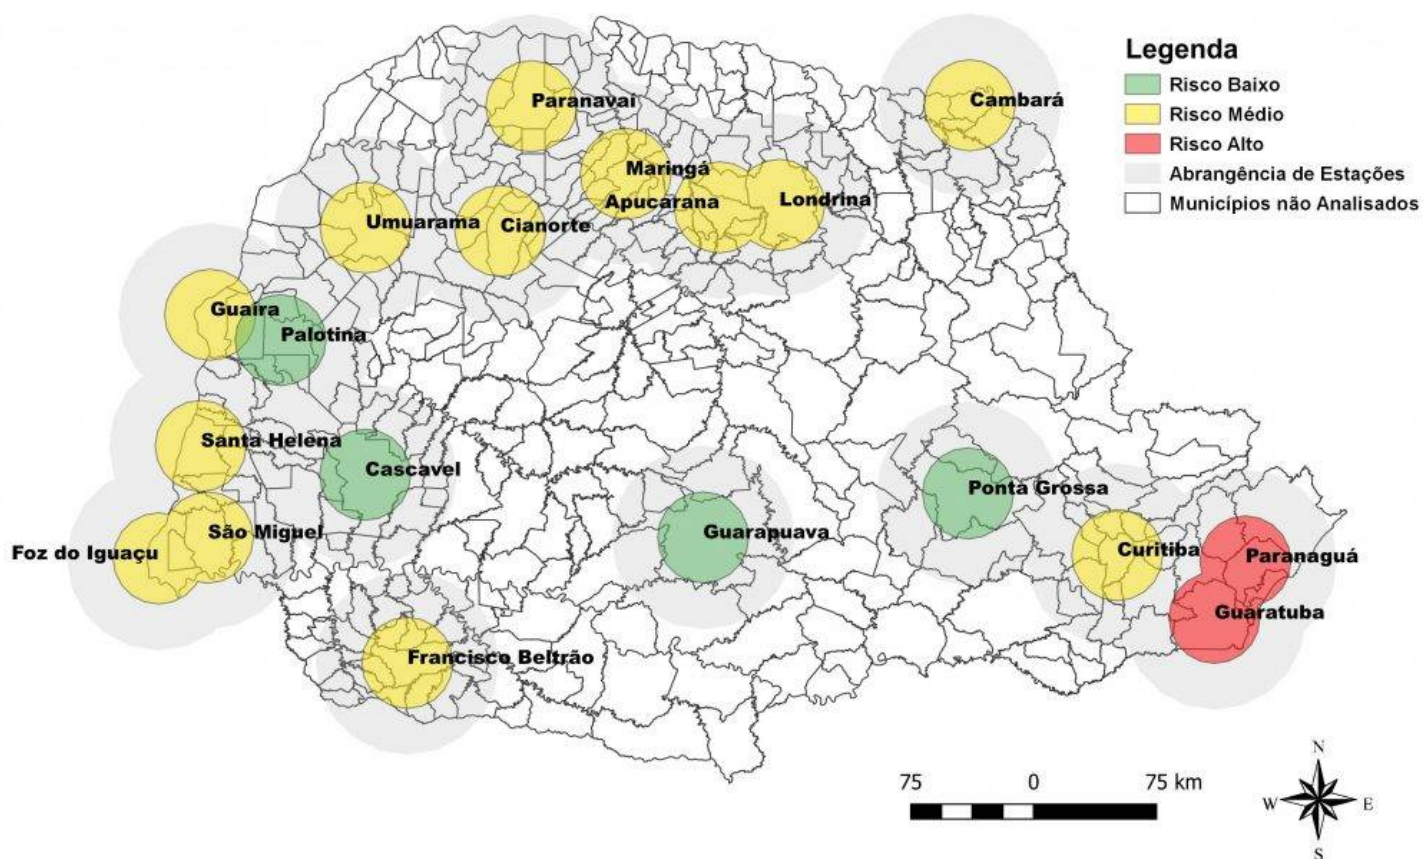 Legenda
Risco Baixo
Risco Médio
Risco Alto
Abrangência de Estações
Municípios não Analisados
Paranavai
Cambará
Maringá
Apucarana
Londrina
Umuarama
Cianorte
Guaira
Palotina
Santa Helena
Cascavel
Ponta Grossa
São Miguel
Guarapuava
Foz do Iguaçu
Curitiba
Paranaguá
Guaratuba
Francisco Beltrão
75 0 75 km
N
W E
S